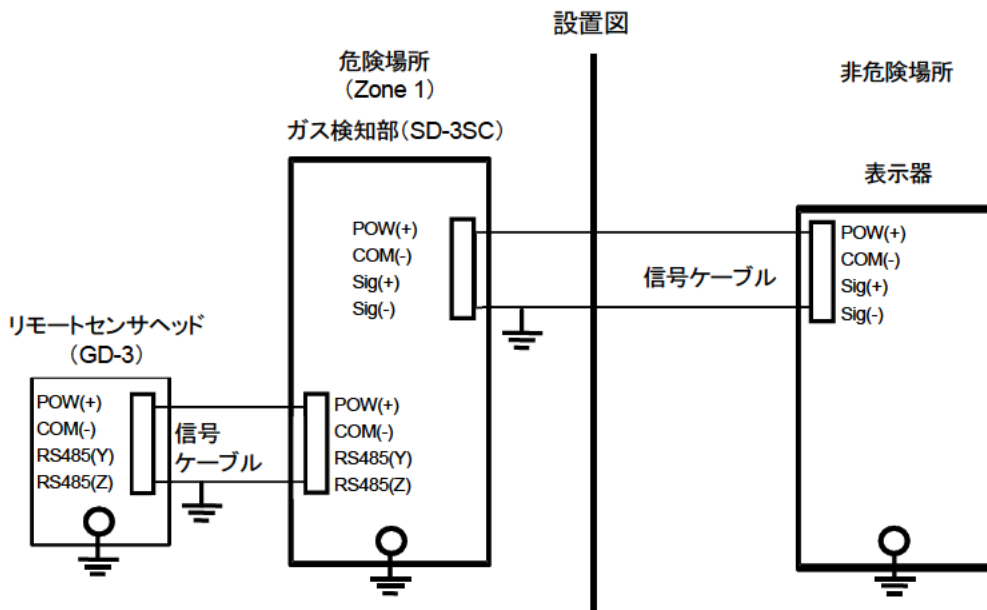 設置図
危険場所
(Zone 1)
非危険場所
ガス検知部(SD-3SC)
表示器
POW(+)
COM(-)
Sig(+)
Sig(-)
信号ケーブル
POW(+)
COM(-)
Sig(+)
Sig(-)
リモートセンサヘッド
(GD-3)
POW(+)
COM(-)
RS485(Y)
RS485(Z)
信号
ケーブル
POW(+)
COM(-)
RS485(Y)
RS485(Z)